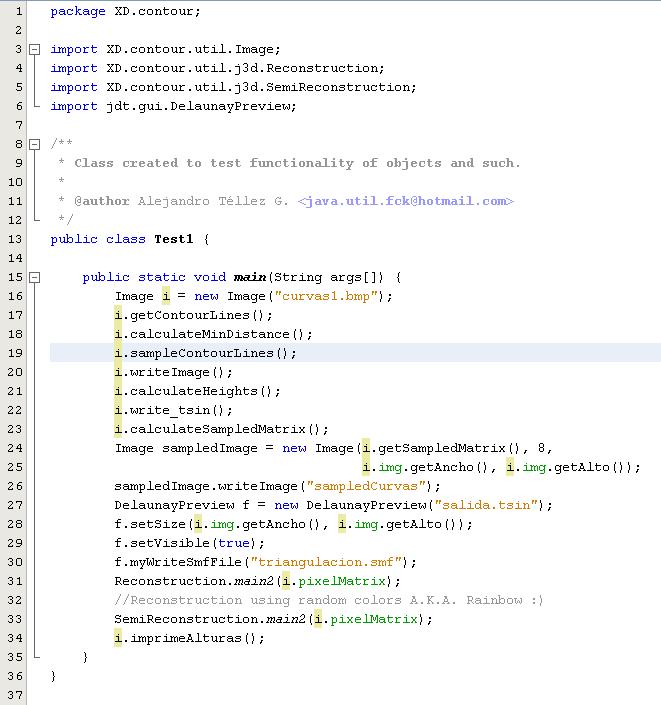 1 package XD.contour;
2
3 import XD.contour.util.Image;
4 import XD.contour.util.j3d.Reconstruction;
5 import XD.contour.util.j3d.SemiReconstruction;
6 import jdt.gui.DelaunayPreview;
7
8 /**
9  * Class created to test functionality of objects and such.
10  *
11  * @author Alejandro Téllez G. <java.util.fck@hotmail.com>
12  */
13 public class Test1 {
14
15     public static void main(String args[]) {
16         Image i = new Image("curvas1.bmp");
17         i.getContourLines();
18         i.calculateMinDistance();
19         i.sampleContourLines();
20         i.writeImage();
21         i.calculateHeights();
22         i.write_tsin();
23         i.calculateSampledMatrix();
24         Image sampledImage = new Image(i.getSampledMatrix(), 8,
25                                        i.img.getAncho(), i.img.getAlto());
26         sampledImage.writeImage("sampledCurvas");
27         DelaunayPreview f = new DelaunayPreview("salida.tsin");
28         f.setSize(i.img.getAncho(), i.img.getAlto());
29         f.setVisible(true);
30         f.myWriteSmfFile("triangulacion.smf");
31         Reconstruction.main2(i.pixelMatrix);
32         //Reconstruction using random colors A.K.A. Rainbow :)
33         SemiReconstruction.main2(i.pixelMatrix);
34         i.imprimeAlturas();
35     }
36 }
37